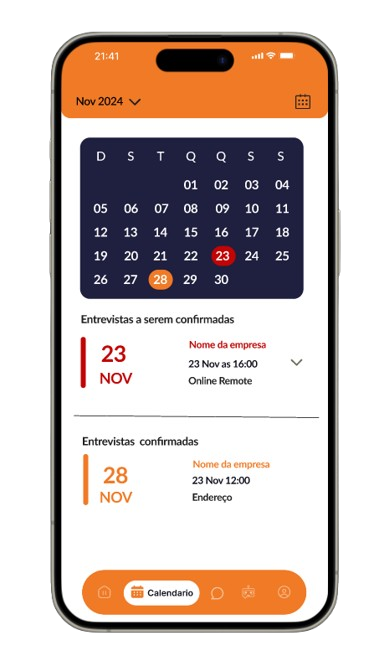 21:41
Nov 2024
D S T Q Q S S
01 02 03 04
05 06 07 08 09 10 11
12 13 14 15 16 17 18
19 20 21 22 23 24 25
26 27 28 29 30
Entrevistas a serem confirmadas
23
NOV
Nome da empresa
23 Nov as 16:00
Online Remote
Entrevistas confirmadas
28
NOV
Nome da empresa
23 Nov 12:00
Endereço
Calendario